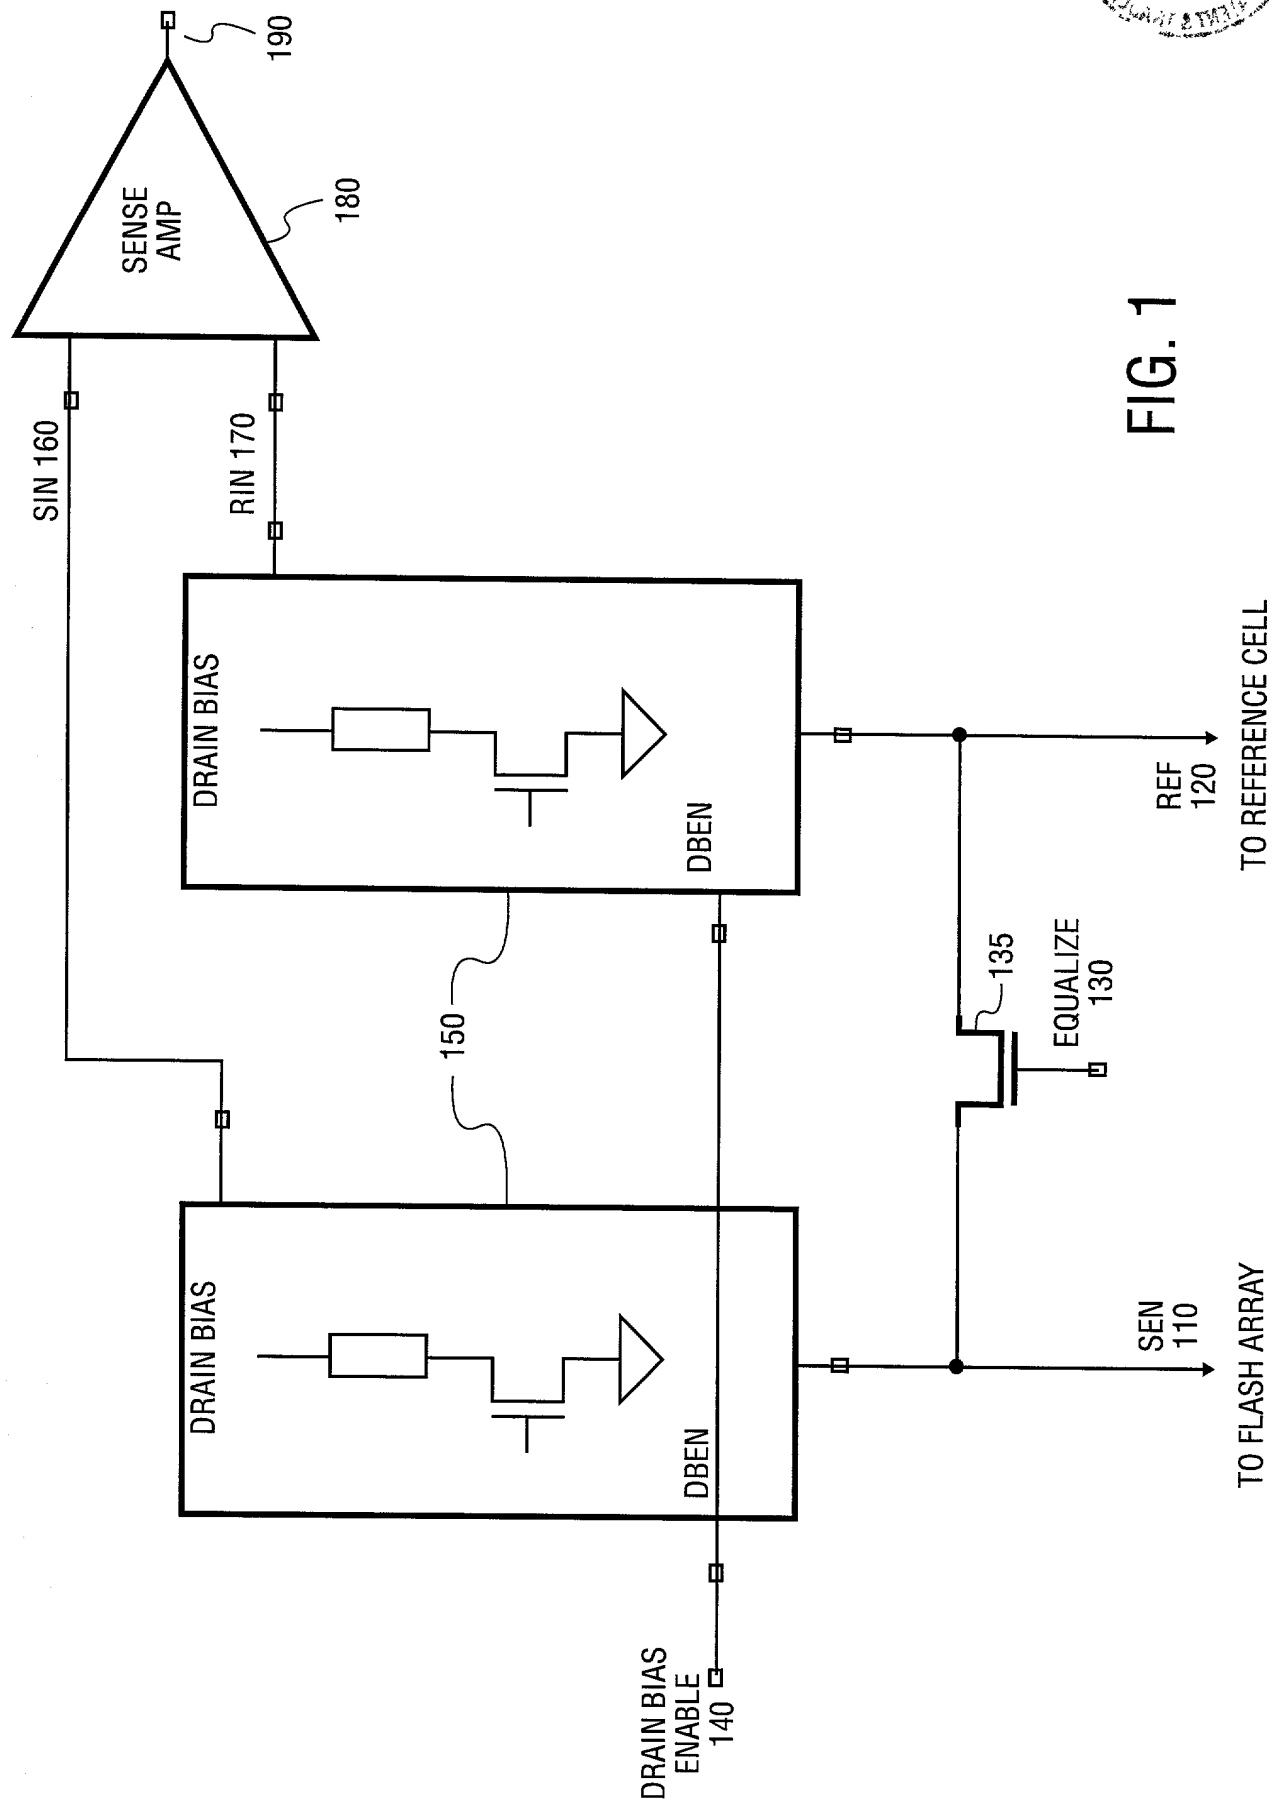 190
SENSE
AMP
180
SIN 160
RIN 170
DRAIN BIAS
DBEN
150
DRAIN BIAS
DBEN
DRAIN BIAS
ENABLE
140
135
EQUALIZE
130
SEN
110
TO FLASH ARRAY
REF
120
TO REFERENCE CELL
FIG. 1